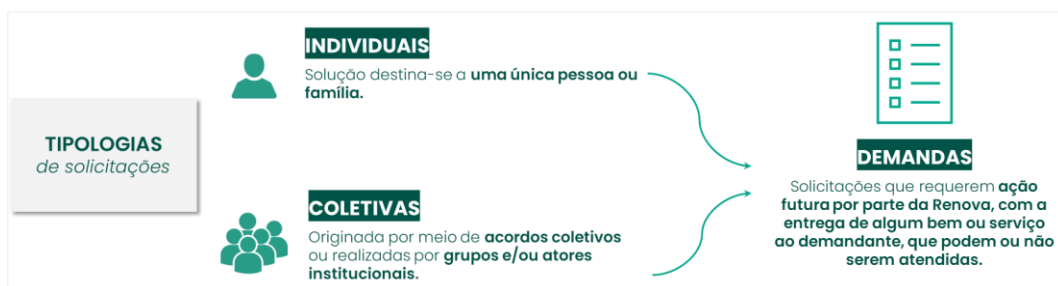 TIPOLOGIAS
de solicitações
INDIVIDUAIS
Solução destina-se a uma única pessoa ou
família.
COLETIVAS
Originada por meio de acordos coletivos
ou realizadas por grupos e/ou atores
institucionais.
DEMANDAS
Solicitações que requerem ação
futura por parte da Renova, com a
entrega de algum bem ou serviço
ao demandante, que podem ou não
serem atendidas.